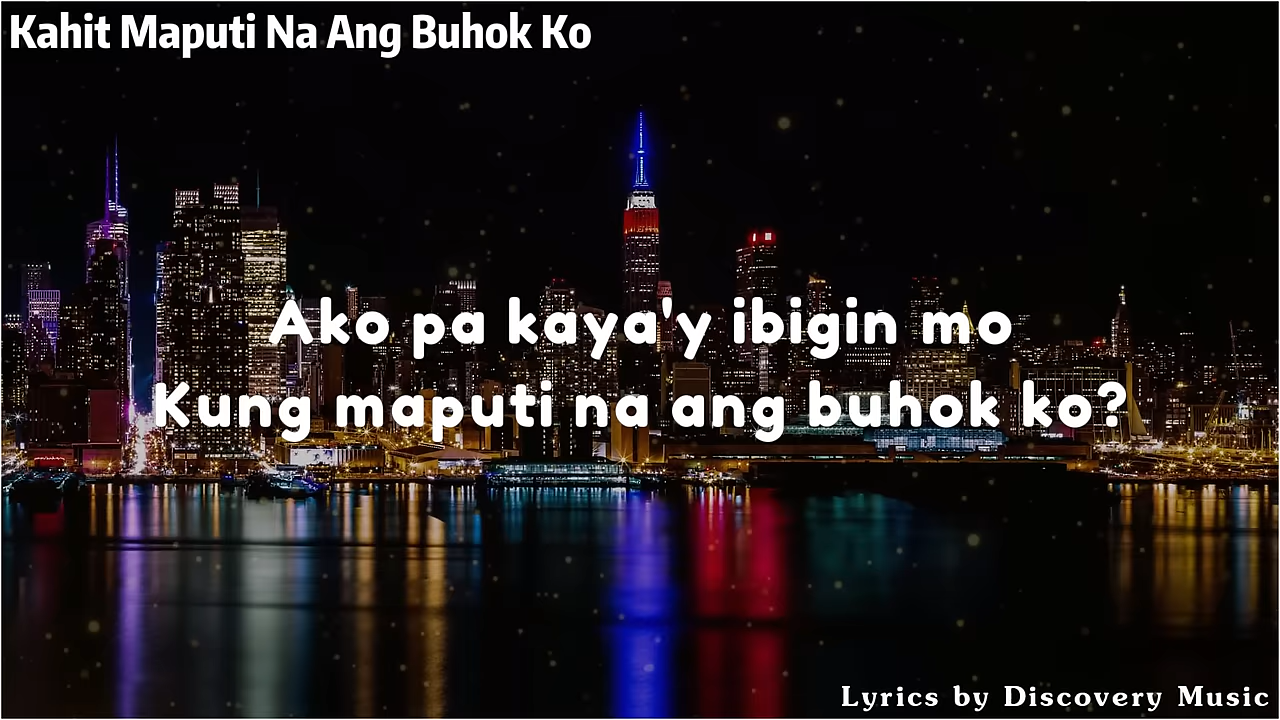 Kahit Maputi Na Ang Buhok Ko
Ako pa kaya'y ibigin mo
Kung maputi na ang buhok ko?
Lyrics by Discovery Music